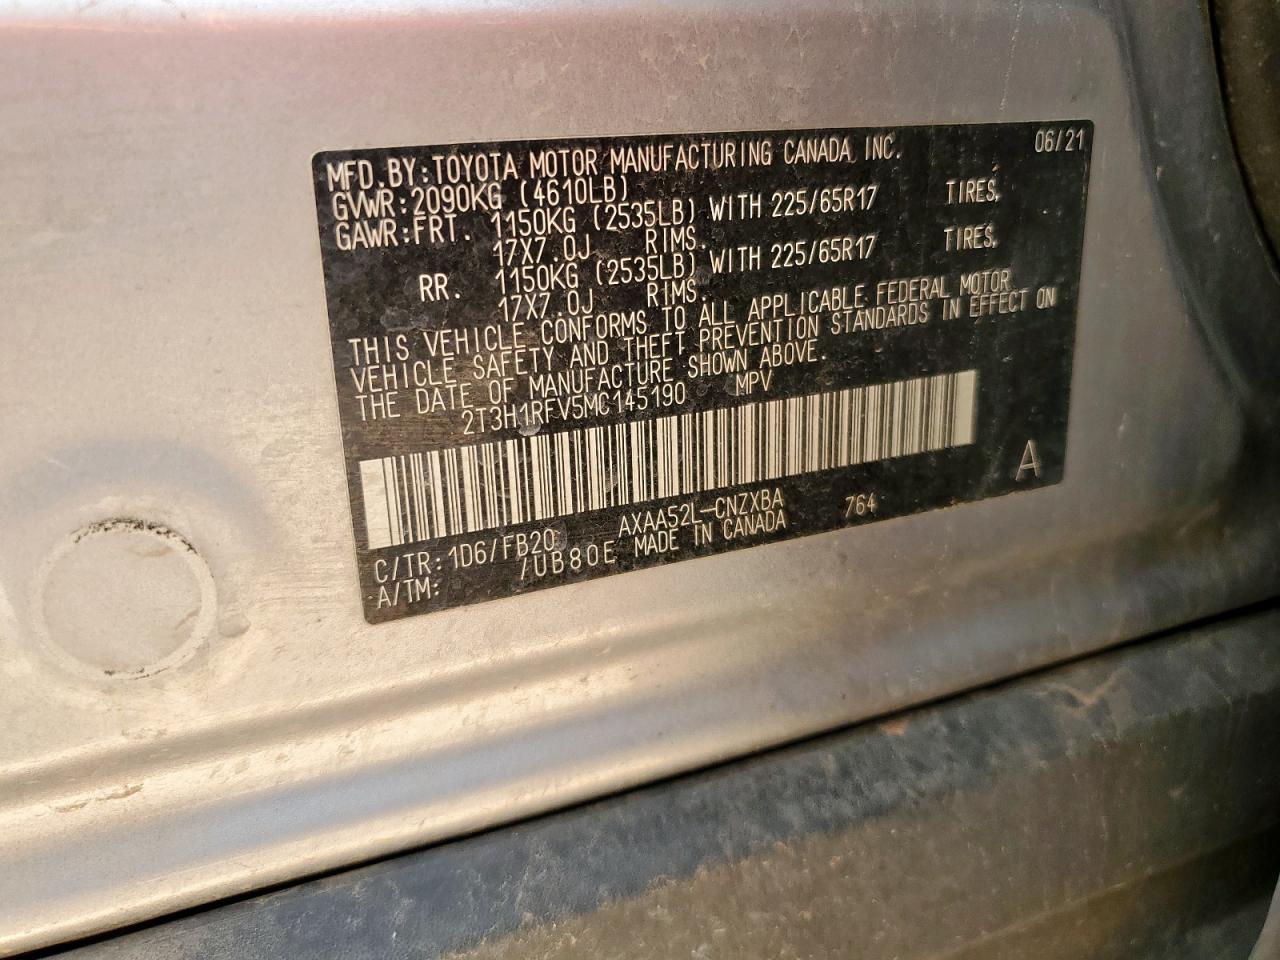 MFD.BY:TOYOTA MOTOR MANUFACTURING CANADA, INC. 06/21
GVWR:2090KG (4610LB)
GAWR:FRT. 1150KG (2535LB) WITH 225/65R17 TIRES,
17X7.0J RIMS.
RR. 1150KG (2535LB) WITH 225/65R17 TIRES,
17X7.0J RIMS.
THIS VEHICLE CONFORMS TO ALL APPLICABLE FEDERAL MOTOR
VEHICLE SAFETY AND THEFT PREVENTION STANDARDS IN EFFECT ON
THE DATE OF MANUFACTURE SHOWN ABOVE.
2T3H1RFV5MC145190 MPV
A
C/TR: 1D6/FB20 AXAA52L-CNZXBA 764
A/TM: /UB80E MADE IN CANADA